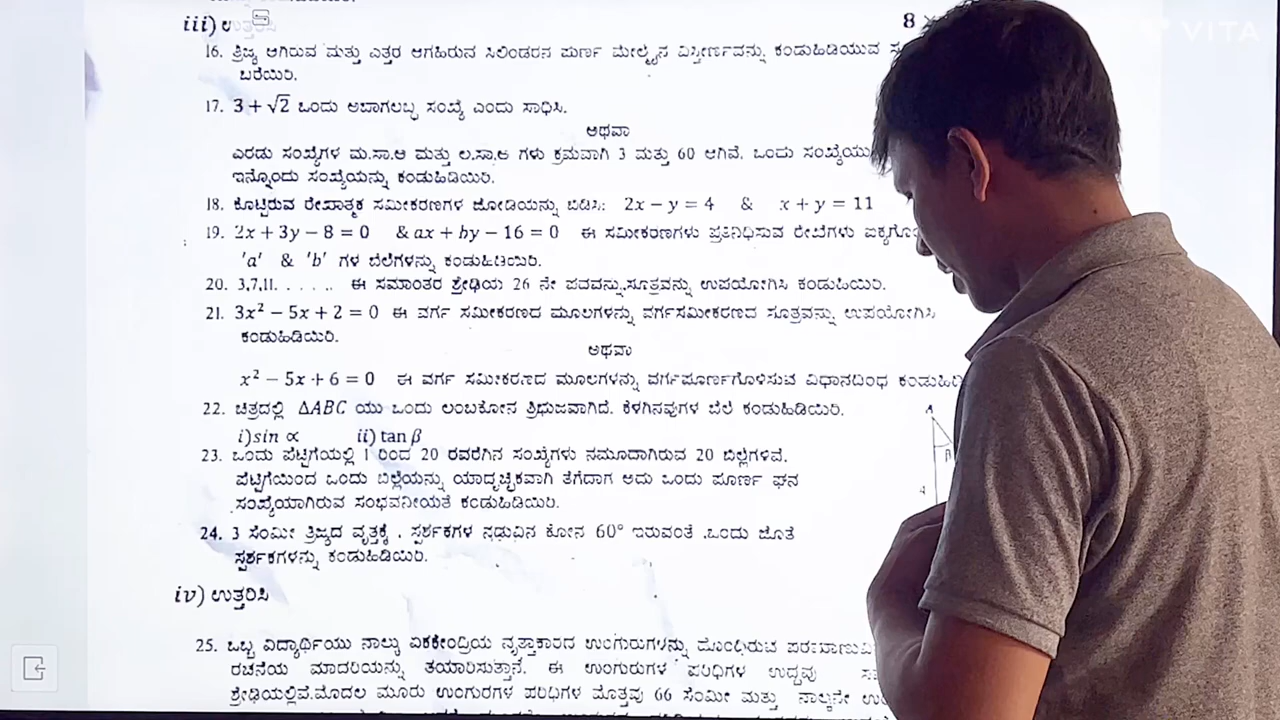 iii) ಉತ್ತರಿಸಿ
8
VITA
16. ತ್ರಿಜ್ಯ ಆಗಿರುವ ಮತ್ತು ಎತ್ತರ ಆಗಿಹಿರುವ ಸಿಲಿಂಡರನ ಪೂರ್ಣ ಮೇಲ್ಮೈನ ವಿಸ್ತೀರ್ಣವನ್ನು ಕಂಡುಹಿಡಿಯುವ
ಬರೆಯಿರಿ.
17. 3 + √2 ಒಂದು ಅಭಾಗಲಬ್ಧ ಸಂಖ್ಯೆ ಎಂದು ಸಾಧಿಸಿ.
ಅಥವಾ
ಎರಡು ಸಂಖ್ಯೆಗಳ ಮ.ಸಾ.ಅ ಮತ್ತು ಲ.ಸಾ.ಅ ಗಳು ಕ್ರಮವಾಗಿ 3 ಮತ್ತು 60 ಆಗಿವೆ. ಒಂದು ಸಂಖ್ಯೆಯು
ಇನ್ನೊಂದು ಸಂಖ್ಯೆಯನ್ನು ಕಂಡುಹಿಡಿಯಿರಿ.
18. ಕೊಟ್ಟಿರುವ ರೇಖಾತ್ಮಕ ಸಮೀಕರಣಗಳ ಜೋಡಿಯನ್ನು ಬಿಡಿಸಿ: 2x − y = 4 & x + y = 11
19. 2x + 3y − 8 = 0 & ax + by − 16 = 0 ಈ ಸಮೀಕರಣಗಳು ಪ್ರತಿನಿಧಿಸುವ ರೇಖೆಗಳು
'a' & 'b' ಗಳ ಬೆಲೆಗಳನ್ನು ಕಂಡುಹಿಡಿಯಿರಿ.
20. 3,7,11. . . . . . ಈ ಸಮಾಂತರ ಶ್ರೇಢಿಯ 26 ನೇ ಪದವನ್ನು,ಸೂತ್ರವನ್ನು ಉಪಯೋಗಿಸಿ ಕಂಡುಹಿಯಿರಿ.
21. 3x² − 5x + 2 = 0 ಈ ವರ್ಗ ಸಮೀಕರಣದ ಮೂಲಗಳನ್ನು ವರ್ಗಸಮೀಕರಣದ ಸೂತ್ರವನ್ನು ಉಪಯೋಗಿಸಿ
ಕಂಡುಹಿಡಿಯಿರಿ.
ಅಥವಾ
x² − 5x + 6 = 0 ಈ ವರ್ಗ ಸಮೀಕರಣದ ಮೂಲಗಳನ್ನು ವರ್ಗಪೂರ್ಣಗೊಳಿಸುವ ವಿಧಾನದಿಂಧ
22. ಚಿತ್ರದಲ್ಲಿ ΔABC ಯು ಒಂದು ಲಂಬಕೋನ ತ್ರಿಭುಜವಾಗಿದೆ. ಕೆಳಗಿನವುಗಳ ಬೆಲೆ ಕಂಡುಹಿಡಿಯಿರಿ.
A
i)sin ∝ ii) tan β
β
4
23. ಒಂದು ಪೆಟ್ಟಿಗೆಯಲ್ಲಿ 1 ರಿಂದ 20 ರವರೆಗಿನ ಸಂಖ್ಯೆಗಳು ನಮೂದಾಗಿರುವ 20 ಬಿಲ್ಲೆಗಳಿವೆ.
ಪೆಟ್ಟಿಗೆಯಿಂದ ಒಂದು ಬಿಲ್ಲೆಯನ್ನು ಯಾದೃಚ್ಛಿಕವಾಗಿ ತೆಗೆದಾಗ ಅದು ಒಂದು ಪೂರ್ಣ ಘನ
ಸಂಖ್ಯೆಯಾಗಿರುವ ಸಂಭವನೀಯತೆ ಕಂಡುಹಿಡಿಯಿರಿ.
24. 3 ಸೆಂಮೀ ತ್ರಿಜ್ಯದ ವೃತ್ತಕ್ಕೆ , ಸ್ಪರ್ಶಕಗಳ ನಡುವಿನ ಕೋನ 60° ಇರುವಂತೆ .ಒಂದು ಜೊತೆ
ಸ್ಪರ್ಶಕಗಳನ್ನು ಕಂಡುಹಿಡಿಯಿರಿ.
iv) ಉತ್ತರಿಸಿ
25. ಒಬ್ಬ ವಿದ್ಯಾರ್ಥಿಯು ನಾಲ್ಕು ಏಕಕೇಂದ್ರಿಯ ವೃತ್ತಾಕಾರದ ಉಂಗುರುಗಳನ್ನು ಹೊಂದಿರುವ
ರಚನೆಯ ಮಾದರಿಯನ್ನು ತಯಾರಿಸುತ್ತಾನೆ. ಈ ಉಂಗುರುಗಳ ಪರಿಧಿಗಳ ಉದ್ದವು
ಶ್ರೇಢಿಯಲ್ಲಿವೆ.ಮೊದಲ ಮೂರು ಉಂಗುರಗಳ ಪರಿಧಿಗಳ ಮೊತ್ತವು 66 ಸೆಂಮೀ ಮತ್ತು ನಾಲ್ಕನೇ